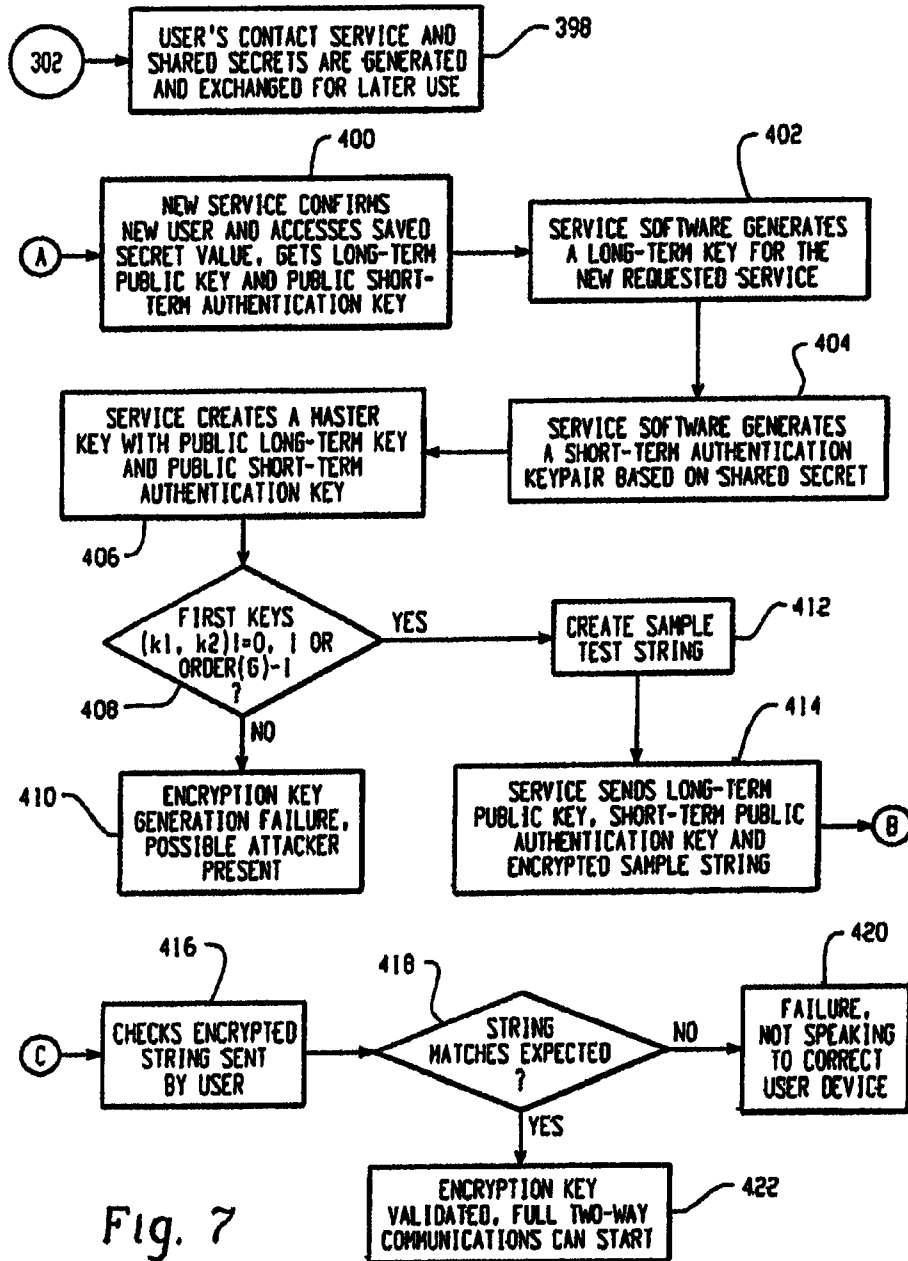 302
USER'S CONTACT SERVICE AND
SHARED SECRETS ARE GENERATED
AND EXCHANGED FOR LATER USE
398
400
A
NEW SERVICE CONFIRMS
NEW USER AND ACCESSES SAVED
SECRET VALUE, GETS LONG-TERM
PUBLIC KEY AND PUBLIC SHORT-
TERM AUTHENTICATION KEY
402
SERVICE SOFTWARE GENERATES
A LONG-TERM KEY FOR THE
NEW REQUESTED SERVICE
404
SERVICE SOFTWARE GENERATES
A SHORT-TERM AUTHENTICATION
KEYPAIR BASED ON SHARED SECRET
SERVICE CREATES A MASTER
KEY WITH PUBLIC LONG-TERM KEY
AND PUBLIC SHORT-TERM
AUTHENTICATION KEY
406
FIRST KEYS
(k1, k2)!=0, 1 OR
ORDER(G)-1
?
408
YES
NO
CREATE SAMPLE
TEST STRING
412
410
ENCRYPTION KEY
GENERATION FAILURE,
POSSIBLE ATTACKER
PRESENT
414
SERVICE SENDS LONG-TERM
PUBLIC KEY, SHORT-TERM PUBLIC
AUTHENTICATION KEY AND
ENCRYPTED SAMPLE STRING
B
416
C
CHECKS ENCRYPTED
STRING SENT
BY USER
418
STRING
MATCHES EXPECTED
?
NO
YES
420
FAILURE,
NOT SPEAKING
TO CORRECT
USER DEVICE
ENCRYPTION KEY
VALIDATED, FULL TWO-WAY
COMMUNICATIONS CAN START
422
Fig. 7